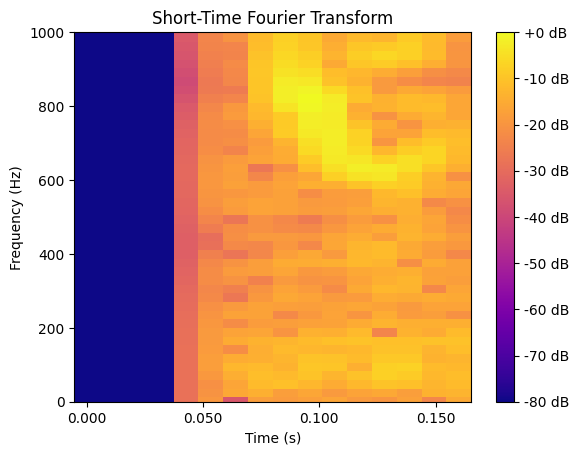 Short-Time Fourier Transform
Frequency (Hz)
1000
800
600
400
200
0
0.000
0.050
0.100
0.150
Time (s)
+0 dB
-10 dB
-20 dB
-30 dB
-40 dB
-50 dB
-60 dB
-70 dB
-80 dB